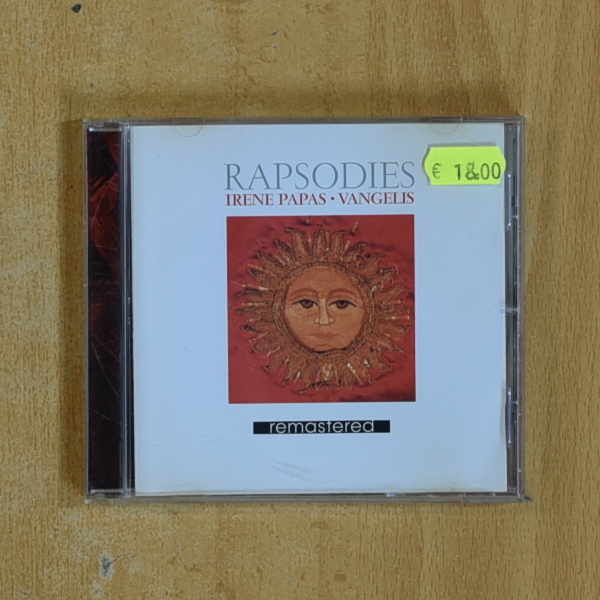 RAPSODIES
€ 18.00
IRENE PAPAS • VANGELIS
remastered